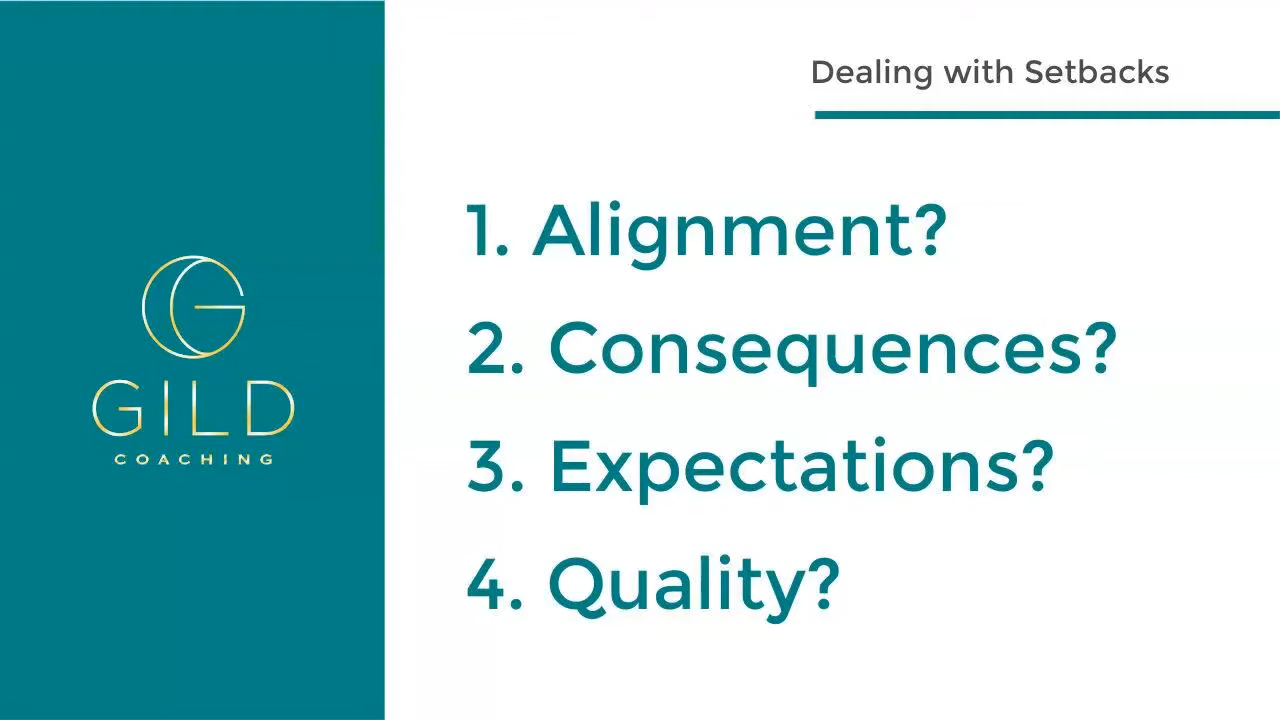 Dealing with Setbacks
1. Alignment?
2. Consequences?
3. Expectations?
4. Quality?
G
GILD
COACHING